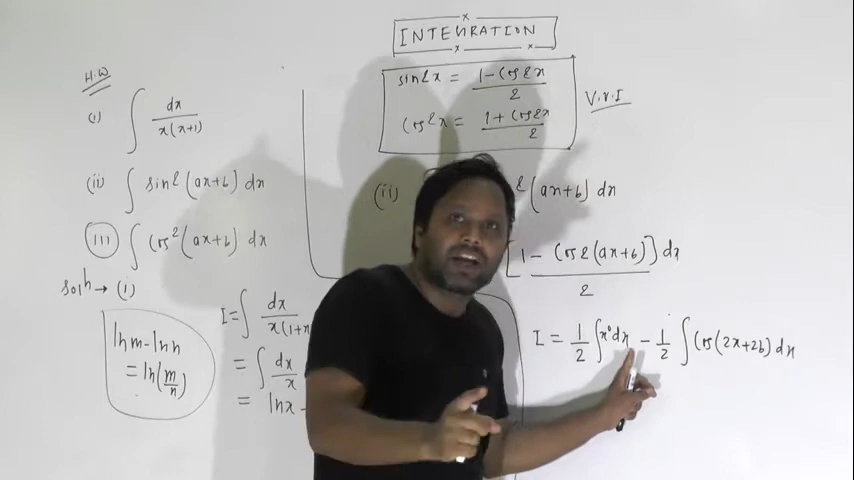 INTEGRATION
H.W
(i) ∫ dx / x(x+1)
(ii) ∫ sin2(ax+b) dx
(iii) ∫ cos²(ax+b) dx
Solⁿ → (i)
lnm-lnn
= ln(m/n)
I = ∫ dx / x(1+x
= ∫ dx / x
= lnx -
sin2x = 1 - cos2x / 2
cos2x = 1 + cos2x / 2
V.V.I
(ii) 2(ax+b) dx
[1 - cos2(ax+b)] dx / 2
I = 1/2 ∫ x⁰dx - 1/2 ∫ cos(2x+2b) dx